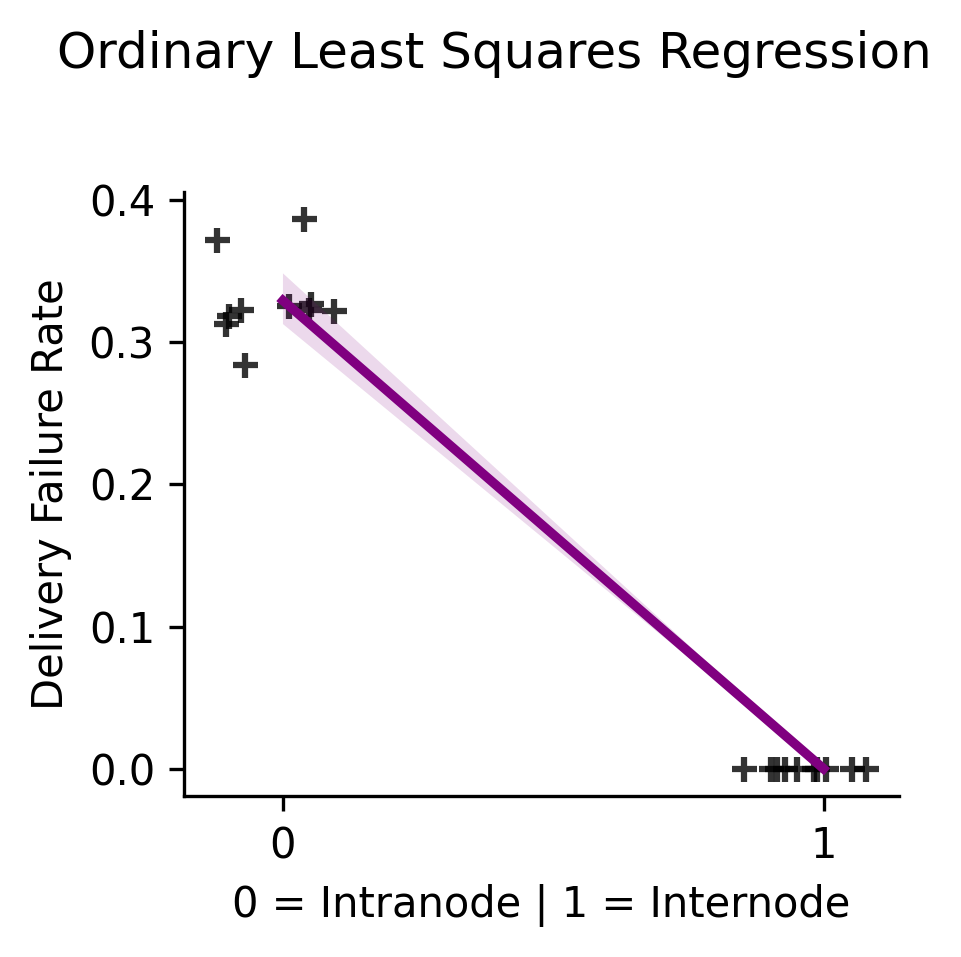 Ordinary Least Squares Regression
Delivery Failure Rate
0.4
0.3
0.2
0.1
0.0
0
1
0 = Intranode | 1 = Internode